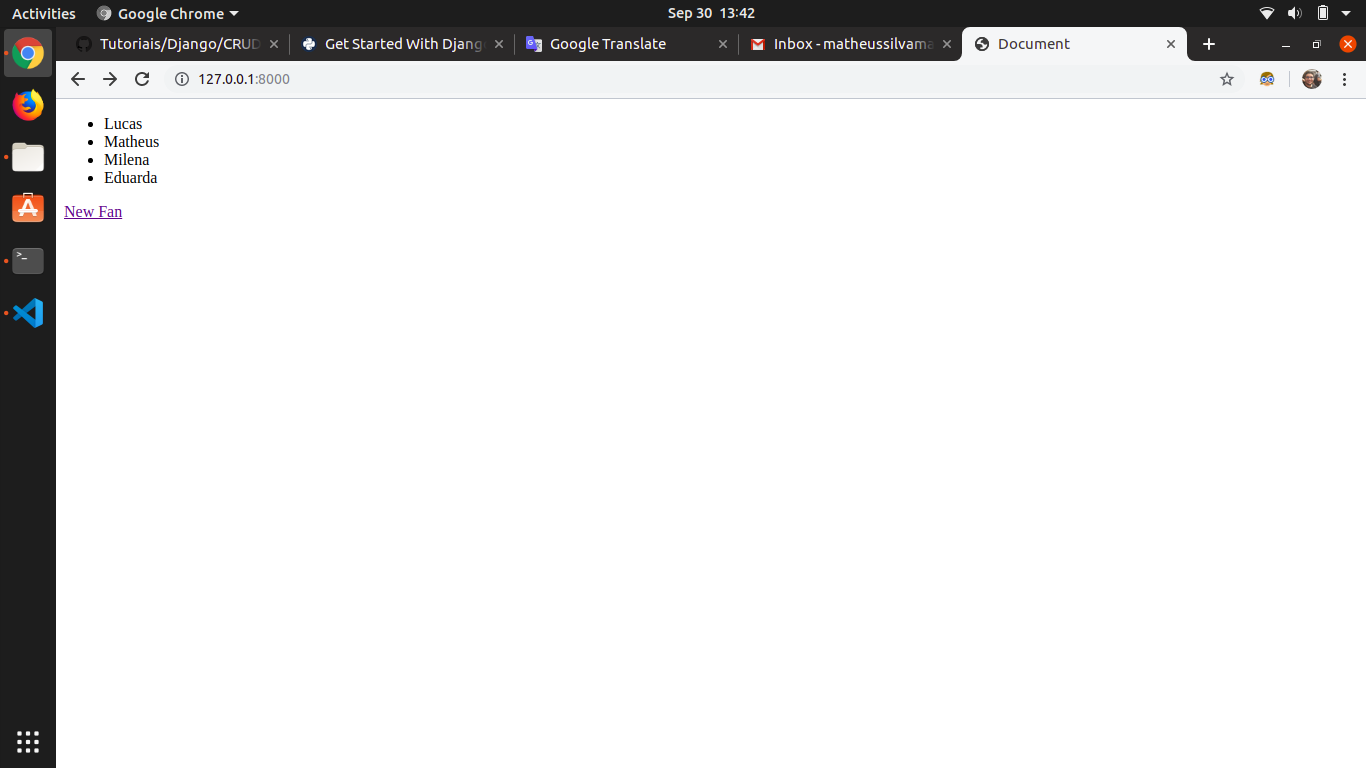 Activities Google Chrome Sep 30 13:42
Tutoriais/Django/CRUD Get Started With Django Google Translate Inbox - matheussilvama Document
127.0.0.1:8000
Lucas
Matheus
Milena
Eduarda
New Fan